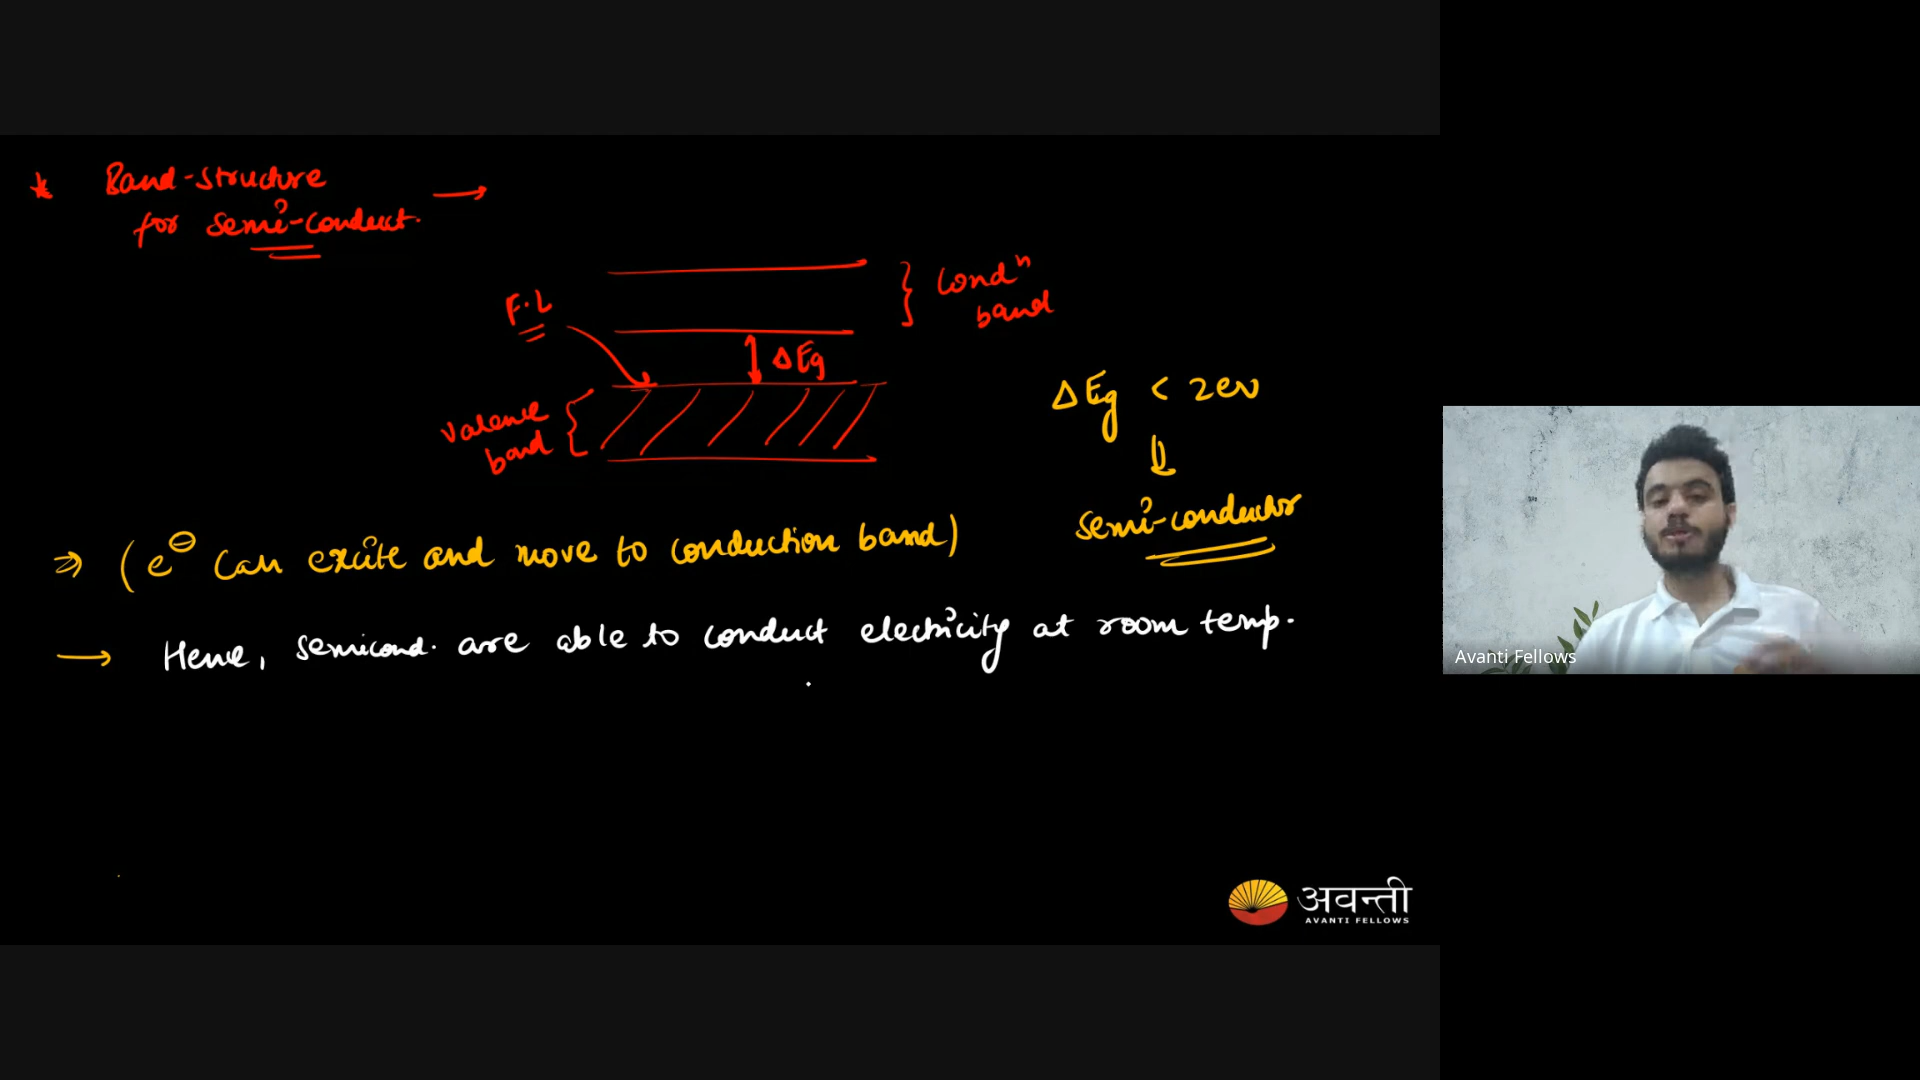 * Band-structure →
for semi-conduct.
} Condⁿ
band
F.L
ΔEg
Valence {
band
ΔEg < 2ev
⇓
semi-conductor
⇒ (e⊖ can excite and move to conduction band)
→ Hence, semicond. are able to conduct electricity at room temp.
Avanti Fellows
अवन्ती
AVANTI FELLOWS